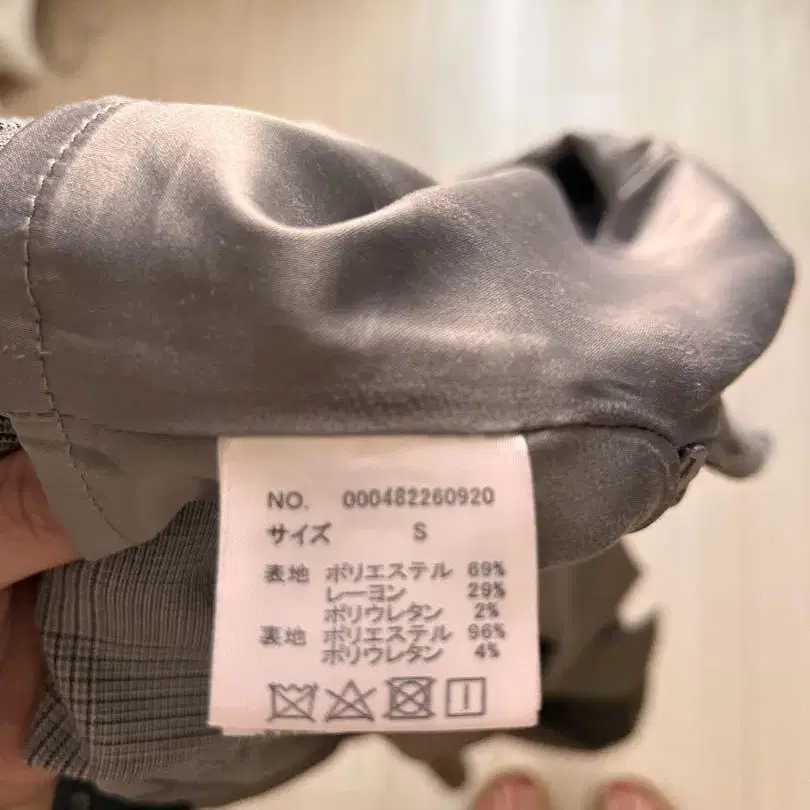 NO. 000482260920
サイズ S
表地 ポリエステル 69%
レーヨン 29%
ポリウレタン 2%
裏地 ポリエステル 96%
ポリウレタン 4%